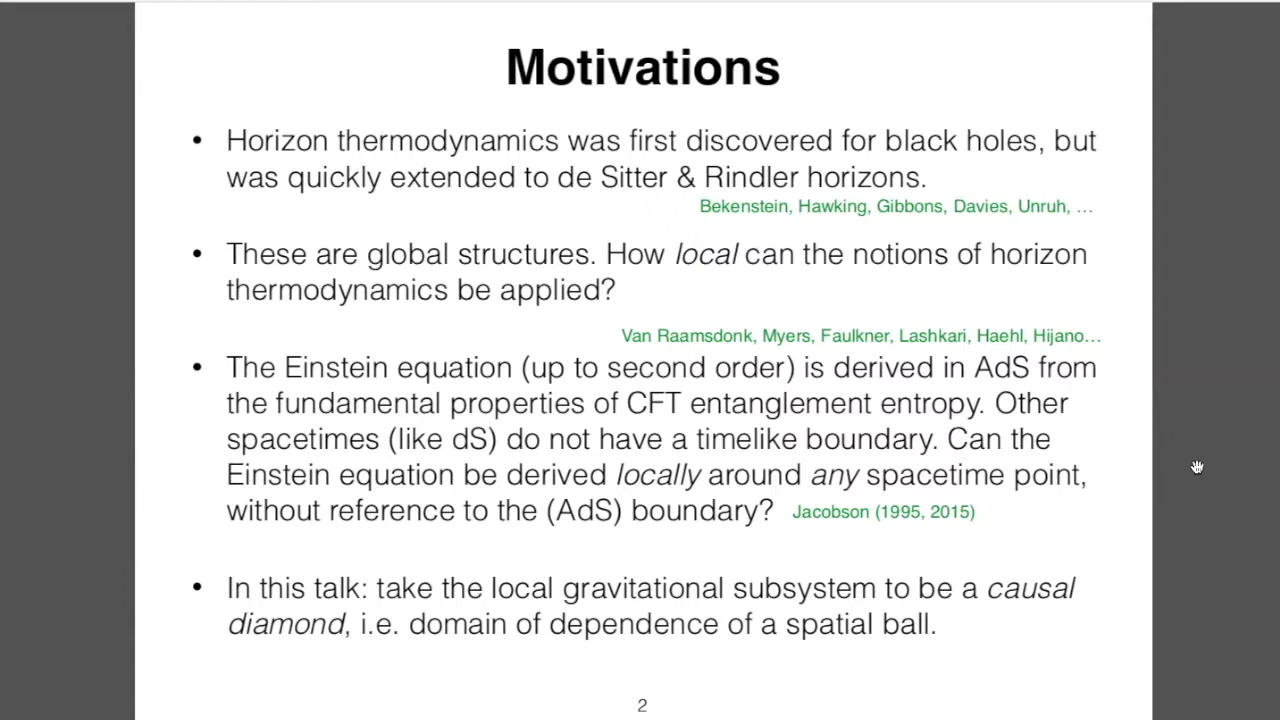 Motivations
• Horizon thermodynamics was first discovered for black holes, but
was quickly extended to de Sitter & Rindler horizons.
Bekenstein, Hawking, Gibbons, Davies, Unruh, …
• These are global structures. How local can the notions of horizon
thermodynamics be applied?
Van Raamsdonk, Myers, Faulkner, Lashkari, Haehl, Hijano…
• The Einstein equation (up to second order) is derived in AdS from
the fundamental properties of CFT entanglement entropy. Other
spacetimes (like dS) do not have a timelike boundary. Can the
Einstein equation be derived locally around any spacetime point,
without reference to the (AdS) boundary? Jacobson (1995, 2015)
• In this talk: take the local gravitational subsystem to be a causal
diamond, i.e. domain of dependence of a spatial ball.
2